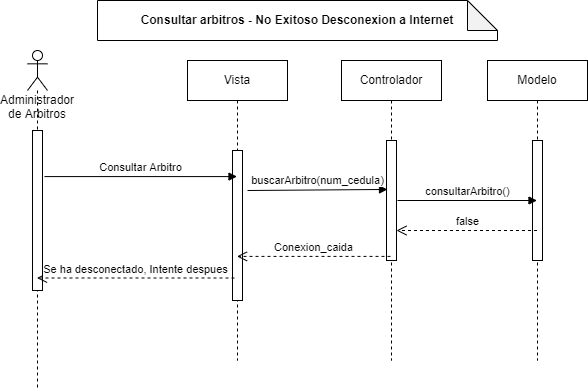 Consultar arbitros - No Exitoso Desconexion a Internet
Administrador
de Arbitros
Vista
Controlador
Modelo
Consultar Arbitro
buscarArbitro(num_cedula)
consultarArbitro()
false
Conexion_caida
Se ha desconectado, Intente despues